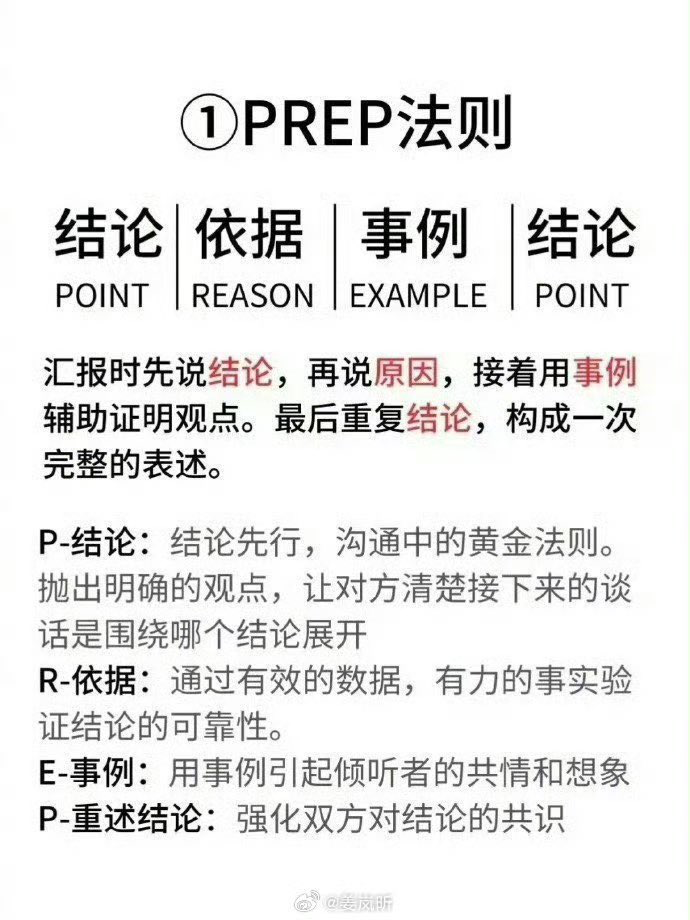 ①PREP法则
结论 依据 事例 结论
POINT REASON EXAMPLE POINT
汇报时先说结论，再说原因，接着用事例
辅助证明观点。最后重复结论，构成一次
完整的表述。
P-结论：结论先行，沟通中的黄金法则。
抛出明确的观点，让对方清楚接下来的谈
话是围绕哪个结论展开
R-依据：通过有效的数据，有力的事实验
证结论的可靠性。
E-事例：用事例引起倾听者的共情和想象
P-重述结论：强化双方对结论的共识
@姜岚昕